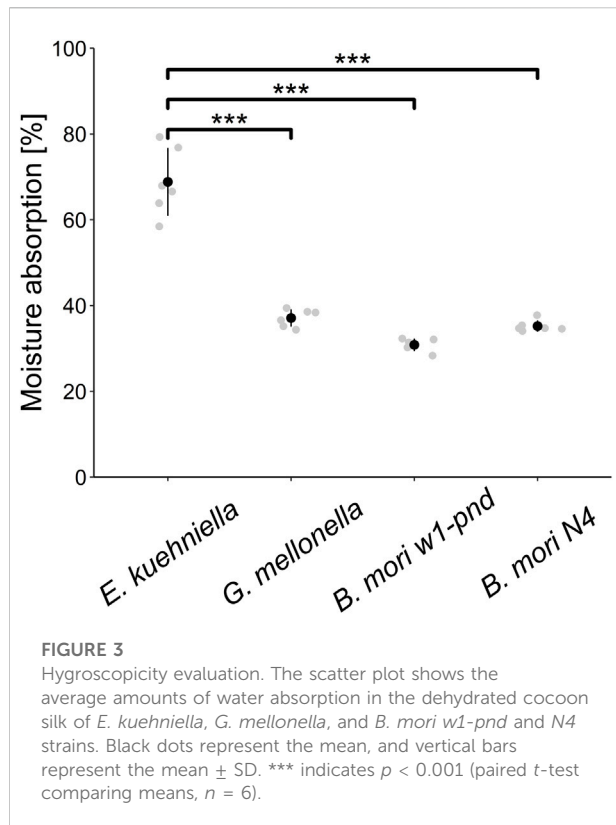 100
80
60
40
20
0
Moisture absorption [%]
***
***
***
E. kuehniella
G. mellonella
B. mori w1-pnd
B. mori N4
FIGURE 3
Hygroscopicity evaluation. The scatter plot shows the
average amounts of water absorption in the dehydrated cocoon
silk of E. kuehniella, G. mellonella, and B. mori w1-pnd and N4
strains. Black dots represent the mean, and vertical bars
represent the mean ± SD. *** indicates p < 0.001 (paired t-test
comparing means, n = 6).